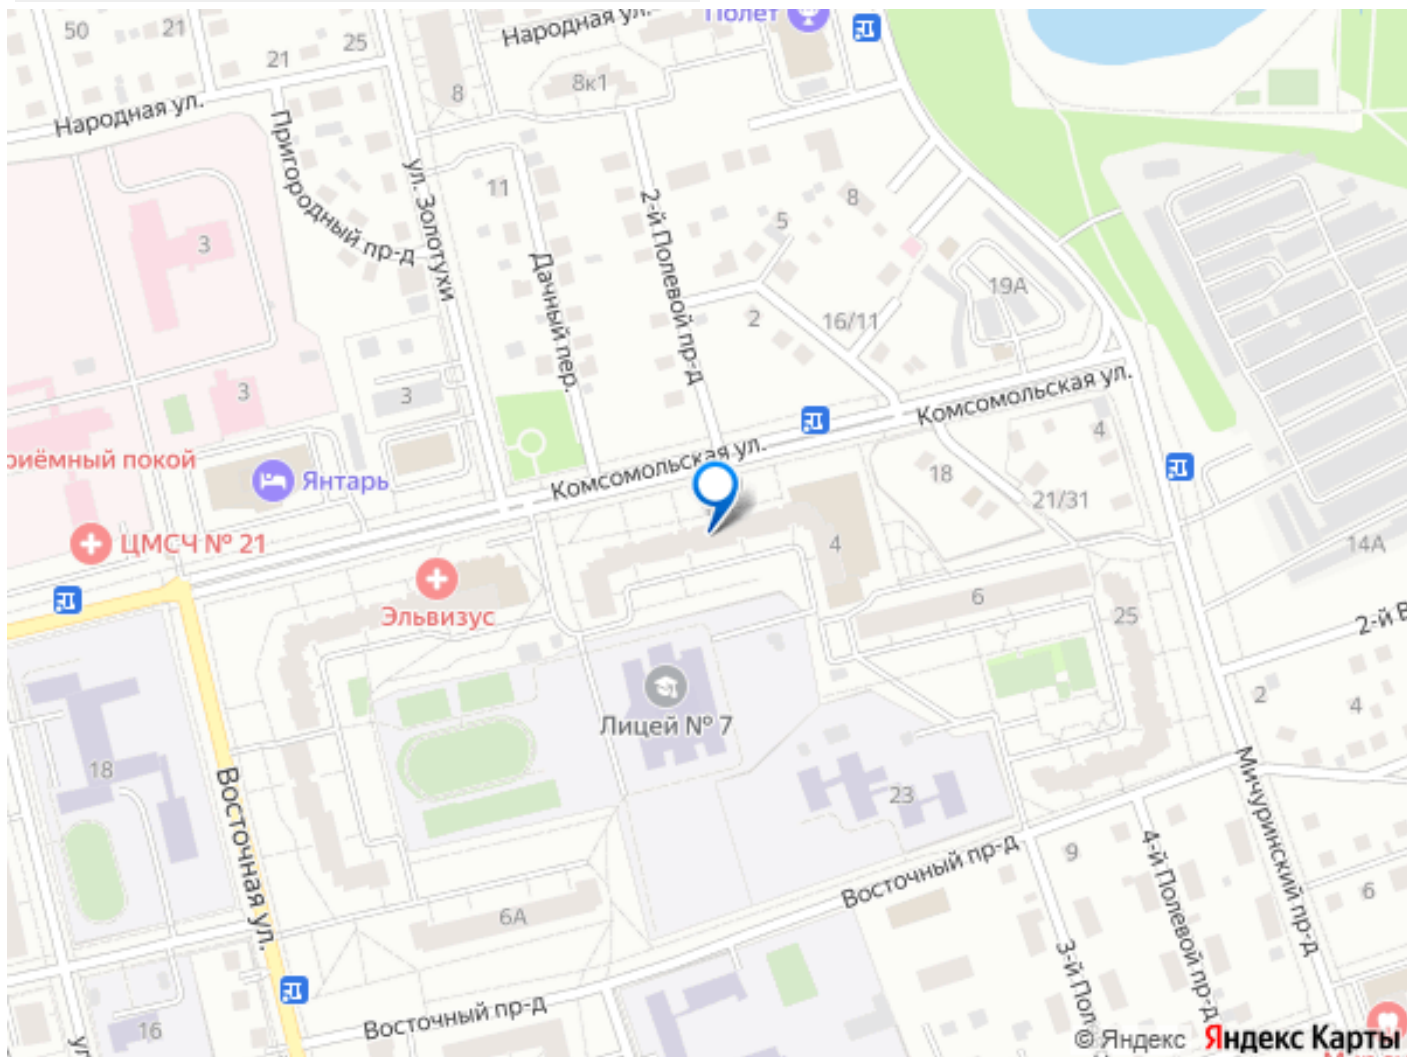 Полёт
Народная ул.
50
21
25
21
8
8к1
Народная ул.
Пригородный пр-д
ул. Золотухи
11
2-й Полевой пр-д
8
5
3
Дачный пер.
19А
2
16/11
3
3
Комсомольская ул.
4
Комсомольская ул.
приёмный покой
Янтарь
18
21/31
ЦМСЧ № 21
4
14А
Эльвизус
6
25
2-й В
Лицей № 7
2
4
18
Восточная ул.
23
Мичуринский пр-д
9
4-й Полевой пр-д
Восточный пр-д
6
6А
3-й Пол
16
Восточный пр-д
ул
© Яндекс Яндекс Карты